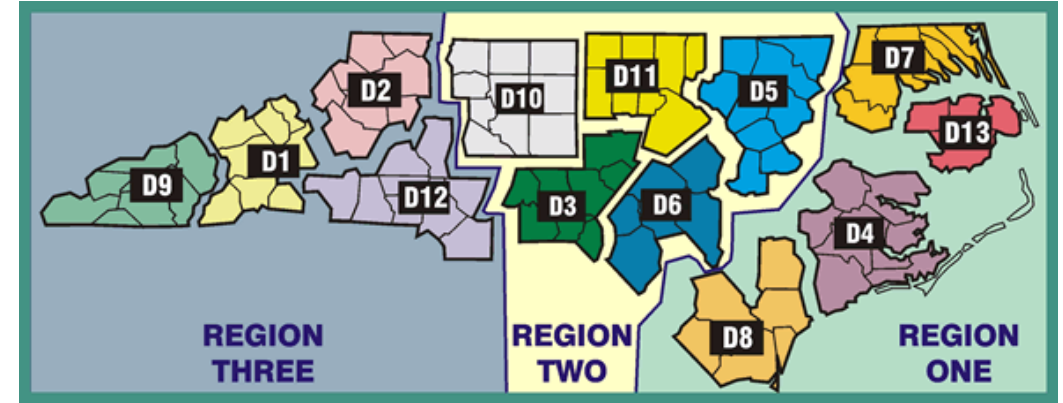 D7
D2
D11
D5
D10
D13
D1
D9
D12
D3
D6
D4
D8
REGION
THREE
REGION
TWO
REGION
ONE